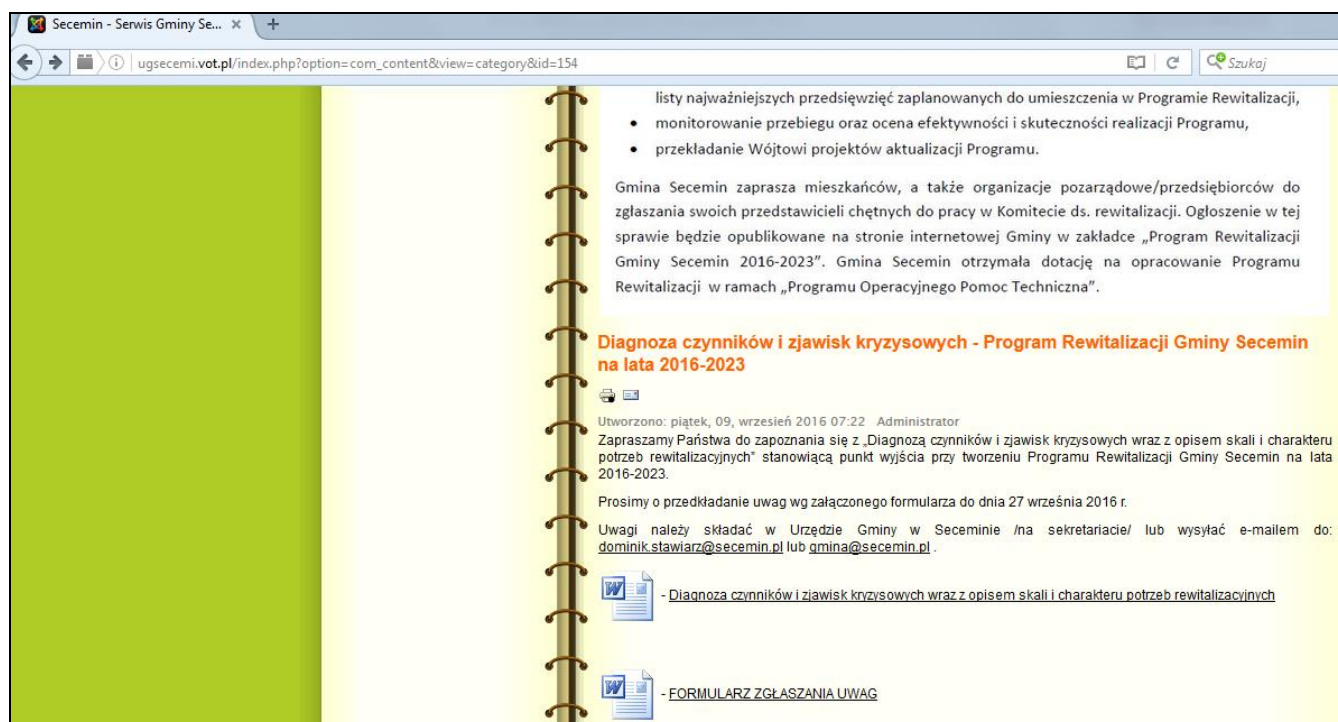 Secemin - Serwis Gminy Se...
ugsecemi.vot.pl/index.php?option=com_content&view=category&id=154
Szukaj
listy najważniejszych przedsięwzięć zaplanowanych do umieszczenia w Programie Rewitalizacji,
• monitorowanie przebiegu oraz ocena efektywności i skuteczności realizacji Programu,
• przekładanie Wójtowi projektów aktualizacji Programu.
Gmina Secemin zaprasza mieszkańców, a także organizacje pozarządowe/przedsiębiorców do
zgłaszania swoich przedstawicieli chętnych do pracy w Komitecie ds. rewitalizacji. Ogłoszenie w tej
sprawie będzie opublikowane na stronie internetowej Gminy w zakładce „Program Rewitalizacji
Gminy Secemin 2016-2023”. Gmina Secemin otrzymała dotację na opracowanie Programu
Rewitalizacji w ramach „Programu Operacyjnego Pomoc Techniczna”.
Diagnoza czynników i zjawisk kryzysowych - Program Rewitalizacji Gminy Secemin
na lata 2016-2023
Utworzono: piątek, 09, wrzesień 2016 07:22 Administrator
Zapraszamy Państwa do zapoznania się z „Diagnozą czynników i zjawisk kryzysowych wraz z opisem skali i charakteru
potrzeb rewitalizacyjnych” stanowiącą punkt wyjścia przy tworzeniu Programu Rewitalizacji Gminy Secemin na lata
2016-2023.
Prosimy o przedkładanie uwag wg załączonego formularza do dnia 27 września 2016 r.
Uwagi należy składać w Urzędzie Gminy w Seceminie /na sekretariacie/ lub wysyłać e-mailem do:
dominik.stawiarz@secemin.pl lub gmina@secemin.pl .
- Diagnoza czynników i zjawisk kryzysowych wraz z opisem skali i charakteru potrzeb rewitalizacyjnych
- FORMULARZ ZGŁASZANIA UWAG